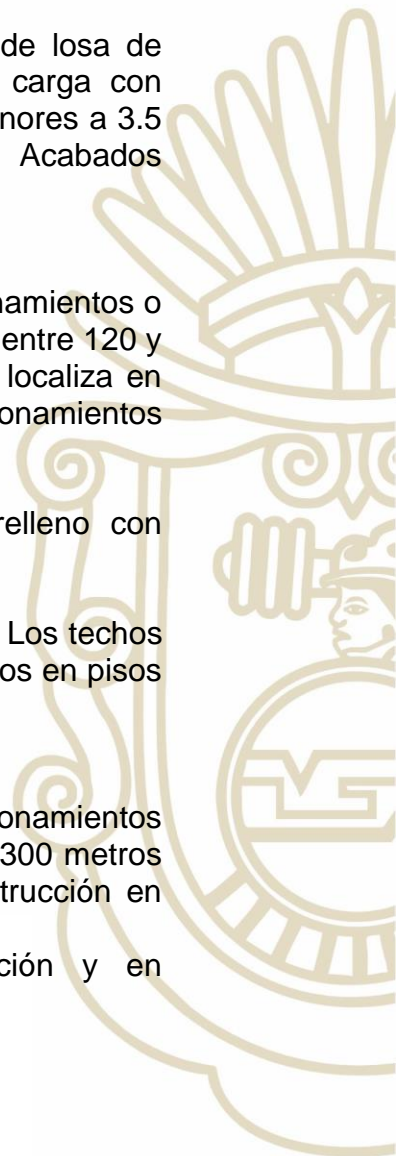 de losa de
carga con
nores a 3.5
Acabados
namientos o
entre 120 y
localiza en
onamientos
relleno con
Los techos
os en pisos
onamientos
300 metros
trucción en
ción y en